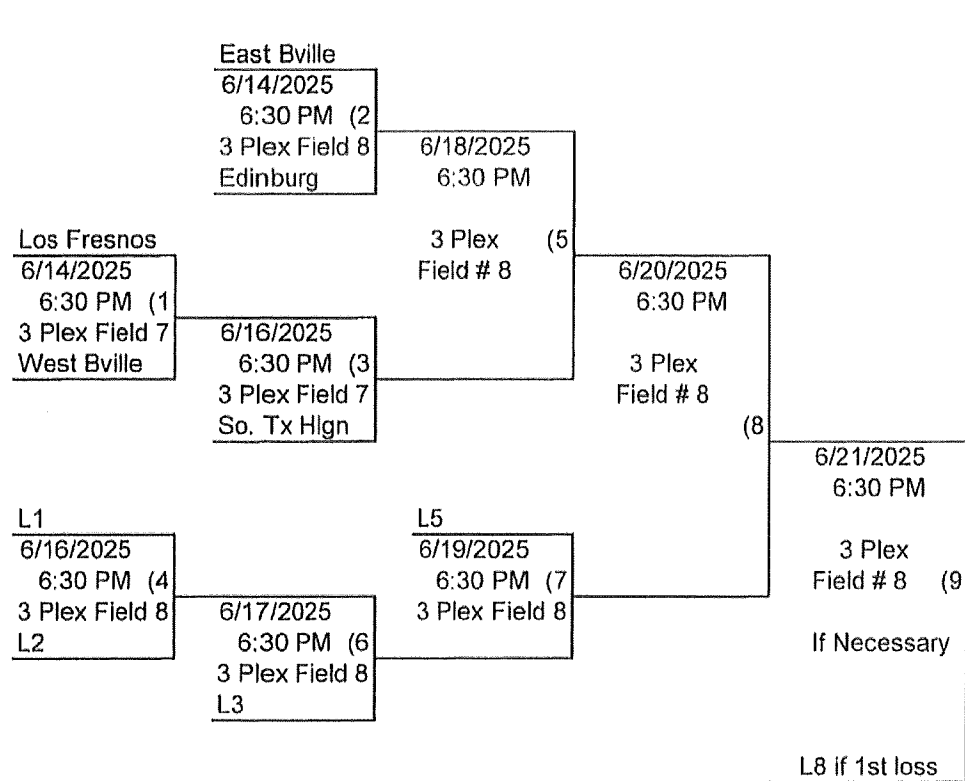 East Bville
6/14/2025
6:30 PM (2
3 Plex Field 8
Edinburg
6/18/2025
6:30 PM
3 Plex (5
Field # 8
Los Fresnos
6/14/2025
6:30 PM (1
3 Plex Field 7
West Bville
6/16/2025
6:30 PM (3
3 Plex Field 7
So. Tx Hlgn
6/20/2025
6:30 PM
3 Plex
Field # 8
(8
6/21/2025
6:30 PM
3 Plex
Field # 8 (9
If Necessary
L8 if 1st loss
L1
6/16/2025
6:30 PM (4
3 Plex Field 8
L2
6/17/2025
6:30 PM (6
3 Plex Field 8
L3
L5
6/19/2025
6:30 PM (7
3 Plex Field 8